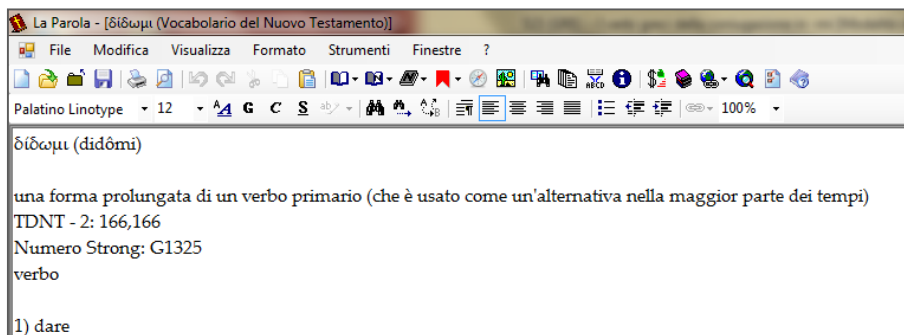 La Parola - [δίδωμι (Vocabolario del Nuovo Testamento)]
File Modifica Visualizza Formato Strumenti Finestre ?
Palatino Linotype 12 A G C S ab 100%
δίδωμι (didômi)
una forma prolungata di un verbo primario (che è usato come un'alternativa nella maggior parte dei tempi)
TDNT - 2: 166,166
Numero Strong: G1325
verbo
1) dare